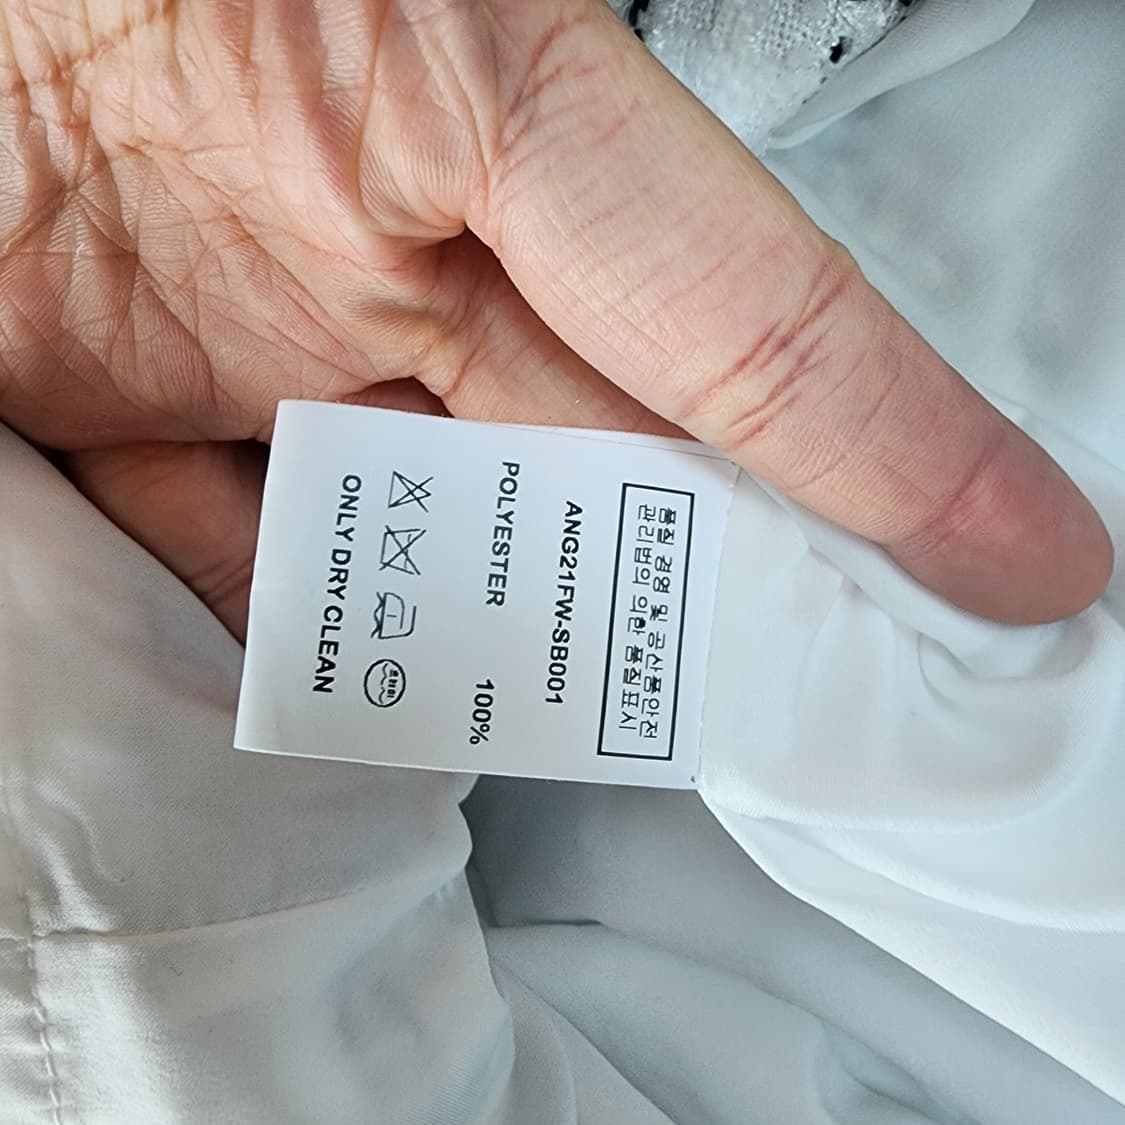 품질 경영 및 공산품안전
관리법의 의한 품질표시
ANG21FW-SB001
POLYESTER 100%
ONLY DRY CLEAN